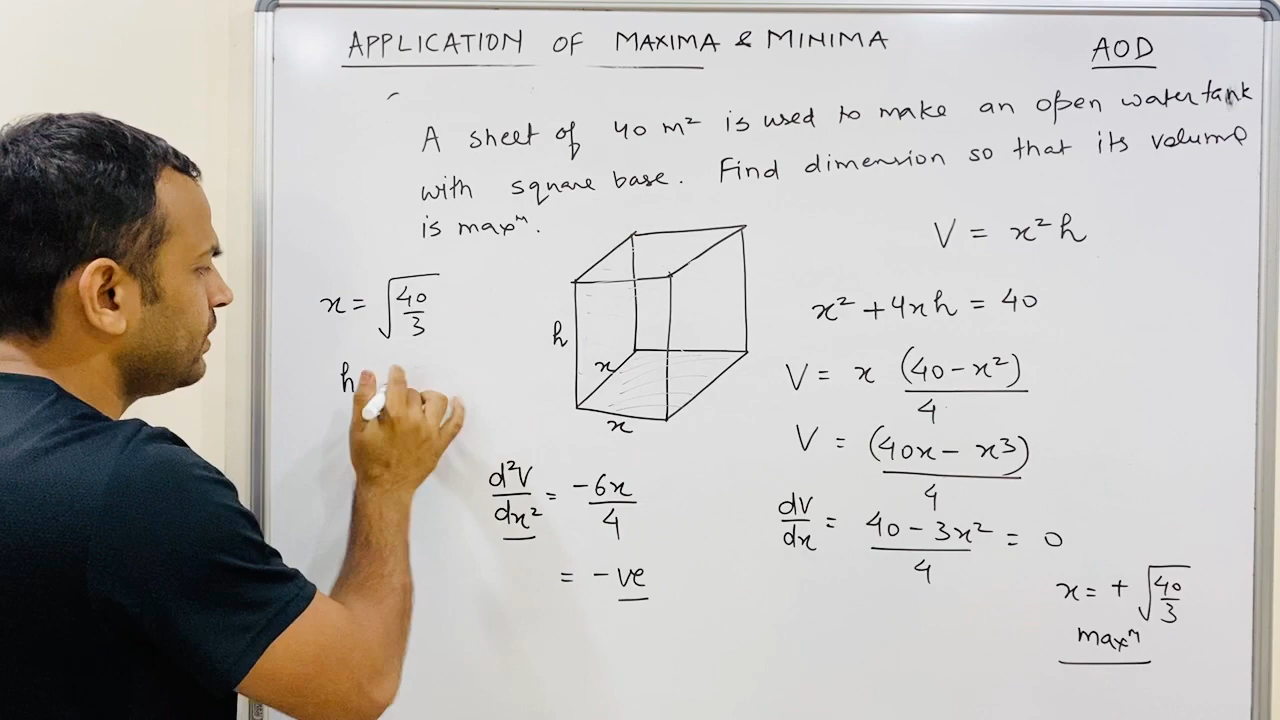 APPLICATION OF MAXIMA & MINIMA
AOD
A sheet of 40 m² is used to make an open water tank
with square base. Find dimension so that its volume
is maxᵐ.
x = √(40/3)
h
h
x
x
d²V/dx² = -6x/4
= -ve
V = x²h
x² + 4xh = 40
V = x (40 - x²)/4
V = (40x - x³)/4
dV/dx = 40 - 3x²/4 = 0
x = + √(40/3)
maxᵐ